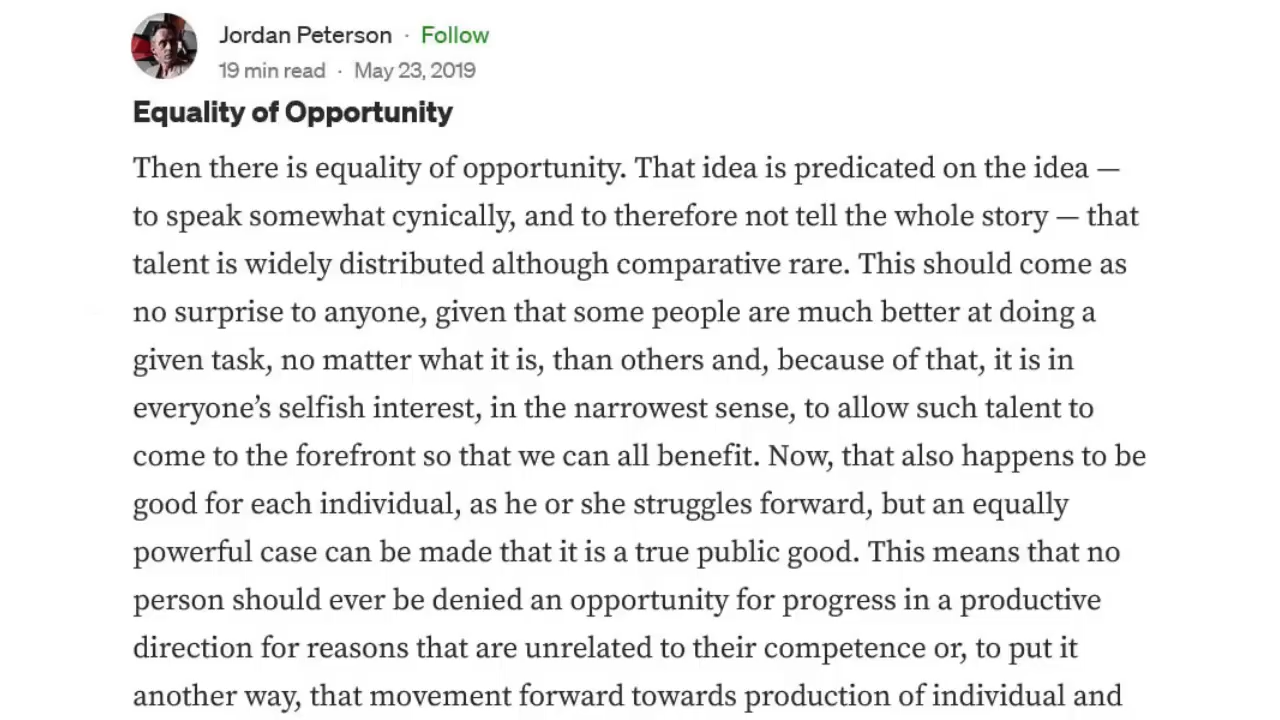 Jordan Peterson · Follow
19 min read · May 23, 2019
Equality of Opportunity
Then there is equality of opportunity. That idea is predicated on the idea —
to speak somewhat cynically, and to therefore not tell the whole story — that
talent is widely distributed although comparative rare. This should come as
no surprise to anyone, given that some people are much better at doing a
given task, no matter what it is, than others and, because of that, it is in
everyone’s selfish interest, in the narrowest sense, to allow such talent to
come to the forefront so that we can all benefit. Now, that also happens to be
good for each individual, as he or she struggles forward, but an equally
powerful case can be made that it is a true public good. This means that no
person should ever be denied an opportunity for progress in a productive
direction for reasons that are unrelated to their competence or, to put it
another way, that movement forward towards production of individual and